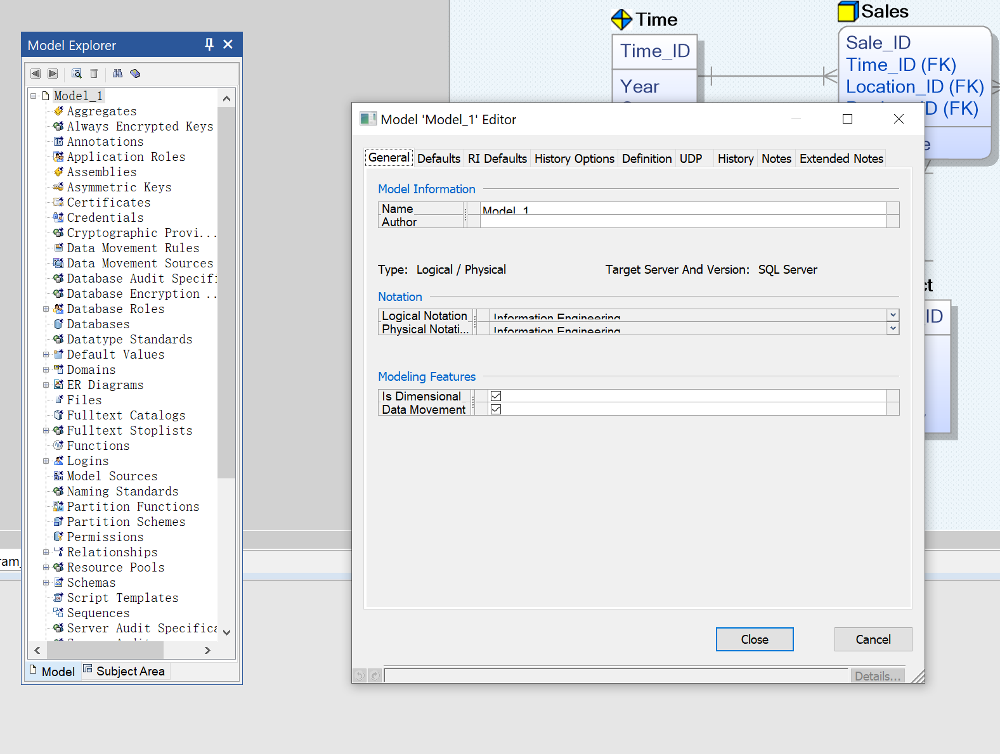 Time
Time_ID
Year
Sales
Sale_ID
Time_ID (FK)
Location_ID (FK)
D (FK)
e
ct
ID
ram_
Model Explorer
Model_1
Aggregates
Always Encrypted Keys
Annotations
Application Roles
Assemblies
Asymmetric Keys
Certificates
Credentials
Cryptographic Provi...
Data Movement Rules
Data Movement Sources
Database Audit Specif
Database Encryption ..
Database Roles
Databases
Datatype Standards
Default Values
Domains
ER Diagrams
Files
Fulltext Catalogs
Fulltext Stoplists
Functions
Logins
Model Sources
Naming Standards
Partition Functions
Partition Schemes
Permissions
Relationships
Resource Pools
Schemas
Script Templates
Sequences
Server Audit Specifica
Model
Subject Area
Model 'Model_1' Editor
General Defaults RI Defaults History Options Definition UDP History Notes Extended Notes
Model Information
Name Model_1
Author
Type: Logical / Physical Target Server And Version: SQL Server
Notation
Logical Notation Information Engineering
Physical Notati... Information Engineering
Modeling Features
Is Dimensional
Data Movement
Close Cancel
Details...